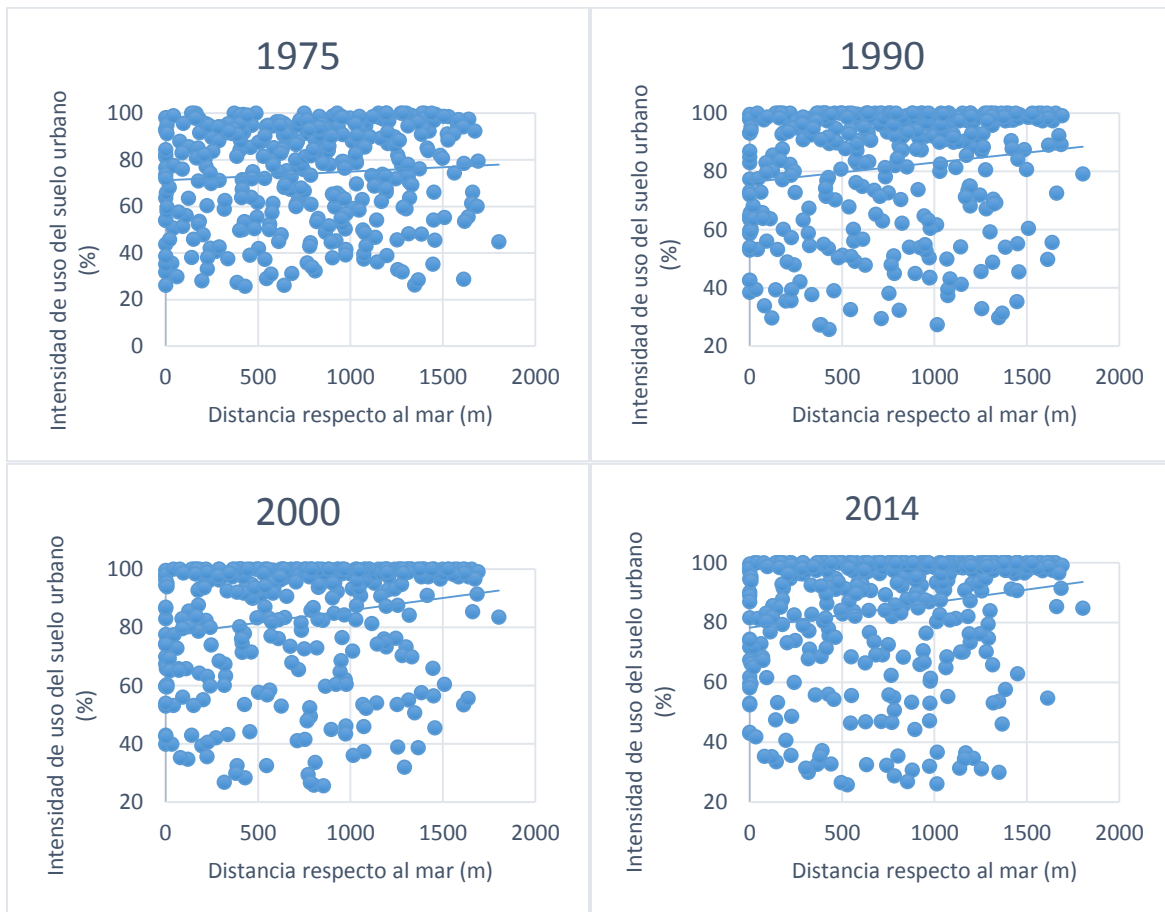 1975
Intensidad de uso del suelo urbano
(%)
100
80
60
40
20
0
0 500 1000 1500 2000
Distancia respecto al mar (m)
1990
Intensidad de uso del suelo urbano
(%)
100
80
60
40
20
0 500 1000 1500 2000
Distancia respecto al mar (m)
2000
Intensidad de uso del suelo urbano
(%)
100
80
60
40
20
0 500 1000 1500 2000
Distancia respecto al mar (m)
2014
Intensidad de uso del suelo urbano
(%)
100
80
60
40
20
0 500 1000 1500 2000
Distancia respecto al mar (m)